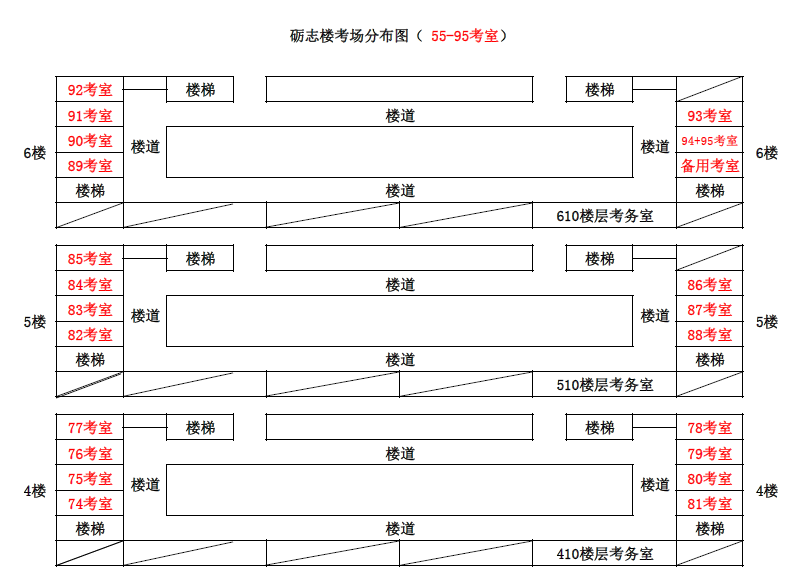 砺志楼考场分布图（ 55-95考室）
92考室 楼梯 楼梯
91考室 楼道 93考室
90考室 94+95考室
6楼 楼道 楼道 6楼
89考室 备用考室
楼梯 楼道 楼梯
610楼层考务室
85考室 楼梯 楼梯
84考室 楼道 86考室
83考室 87考室
5楼 楼道 楼道 5楼
82考室 88考室
楼梯 楼道 楼梯
510楼层考务室
77考室 楼梯 楼梯 78考室
76考室 楼道 79考室
75考室 80考室
4楼 楼道 楼道 4楼
74考室 81考室
楼梯 楼道 楼梯
410楼层考务室